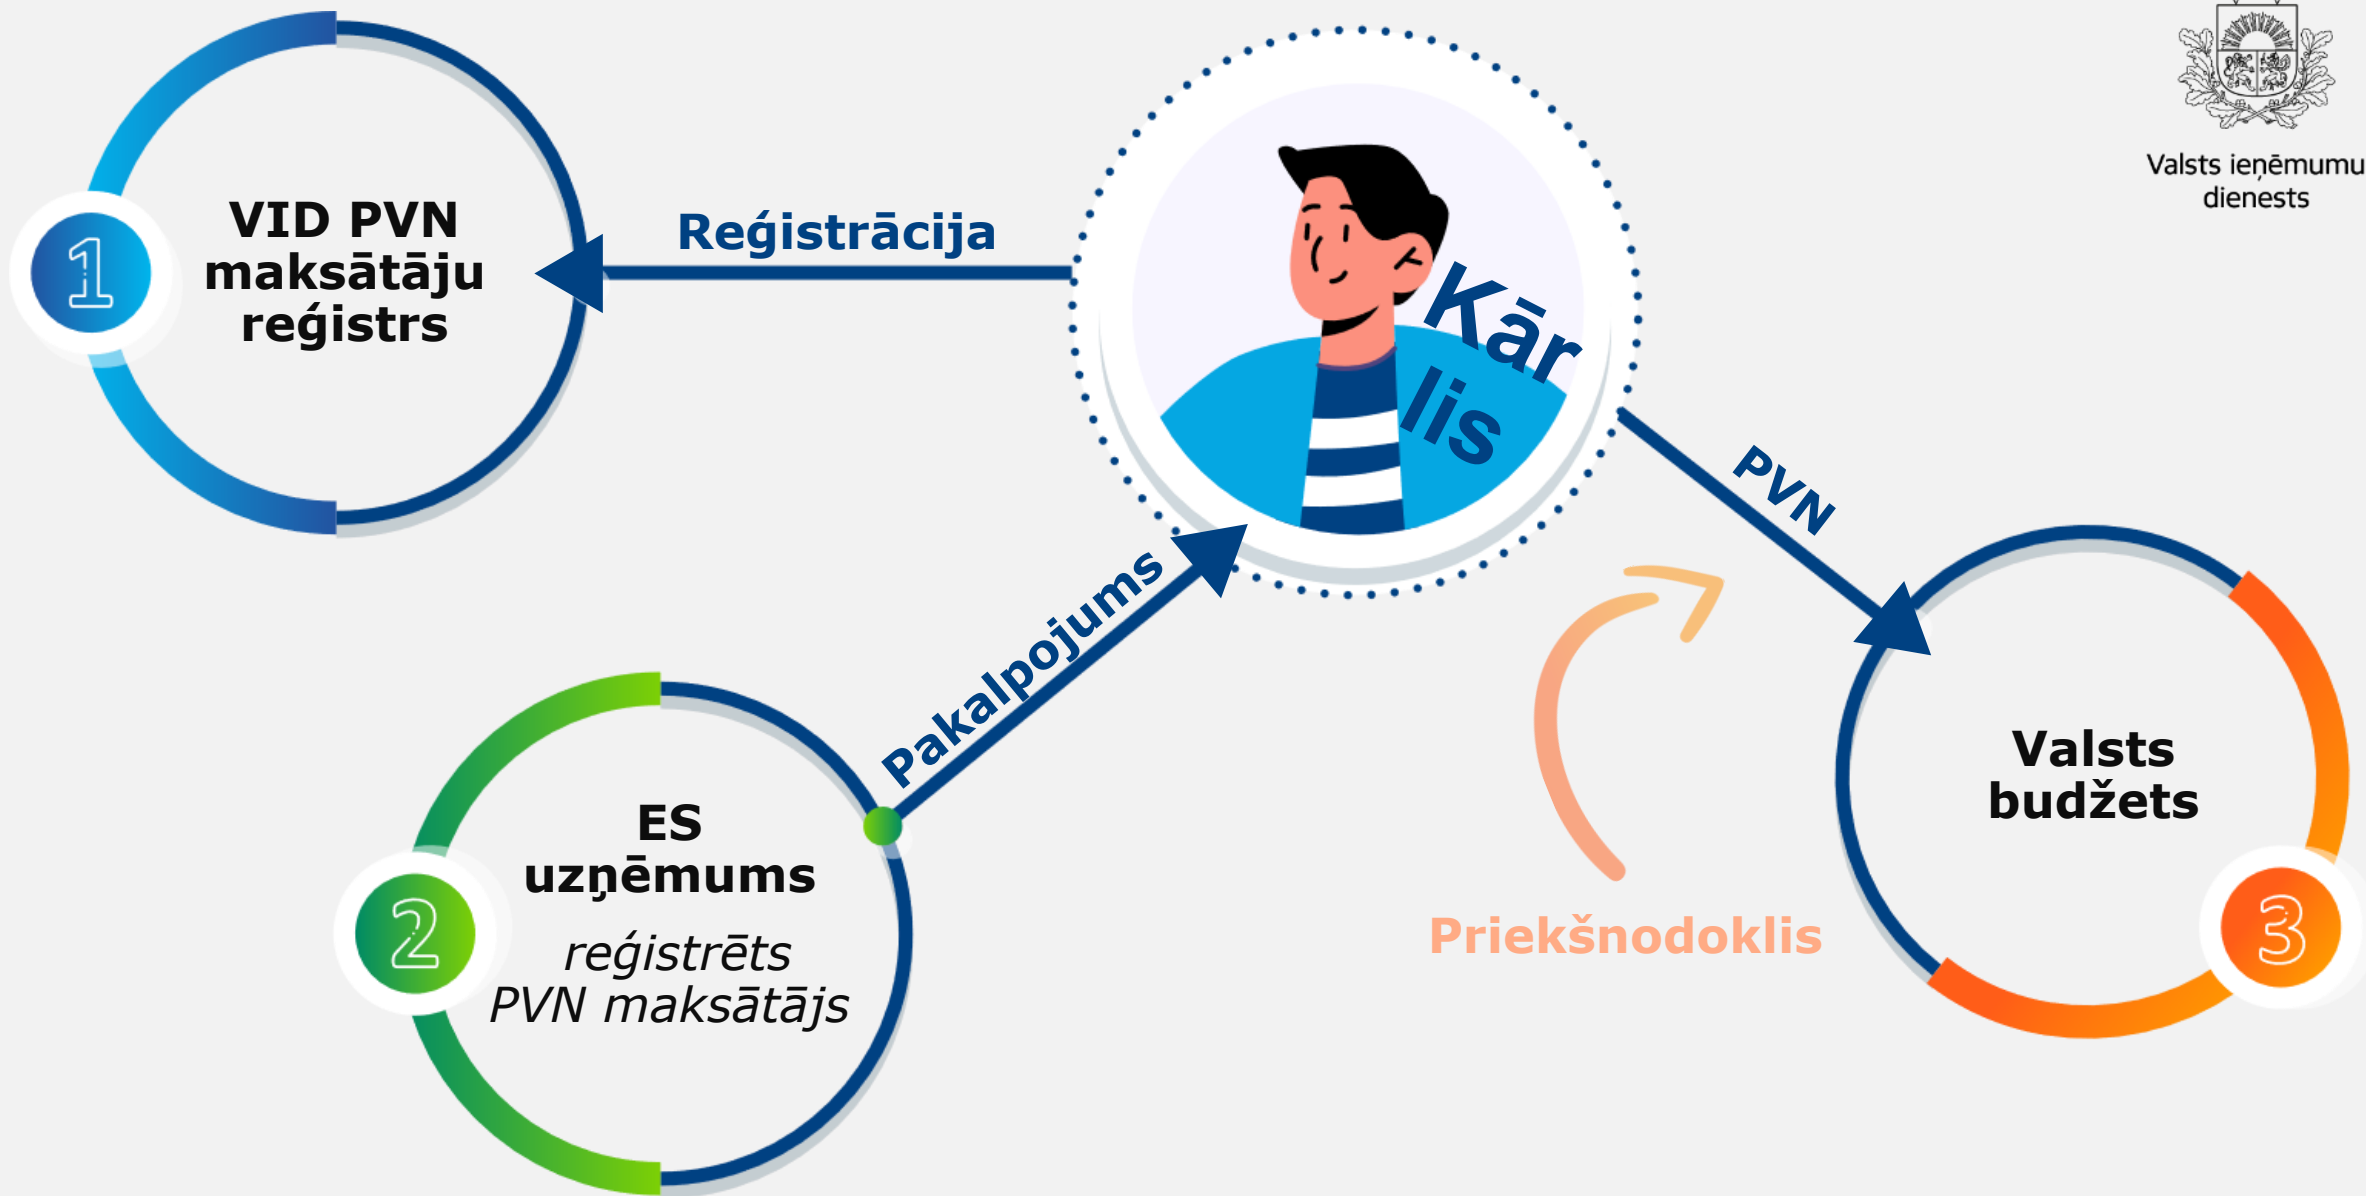 Valsts ieņēmumu
dienests
1
VID PVN
maksātāju
reģistrs
Reģistrācija
Kār
lis
PVN
Pakalpojums
2
ES
uzņēmums
reģistrēts
PVN maksātājs
Priekšnodoklis
Valsts
budžets
3